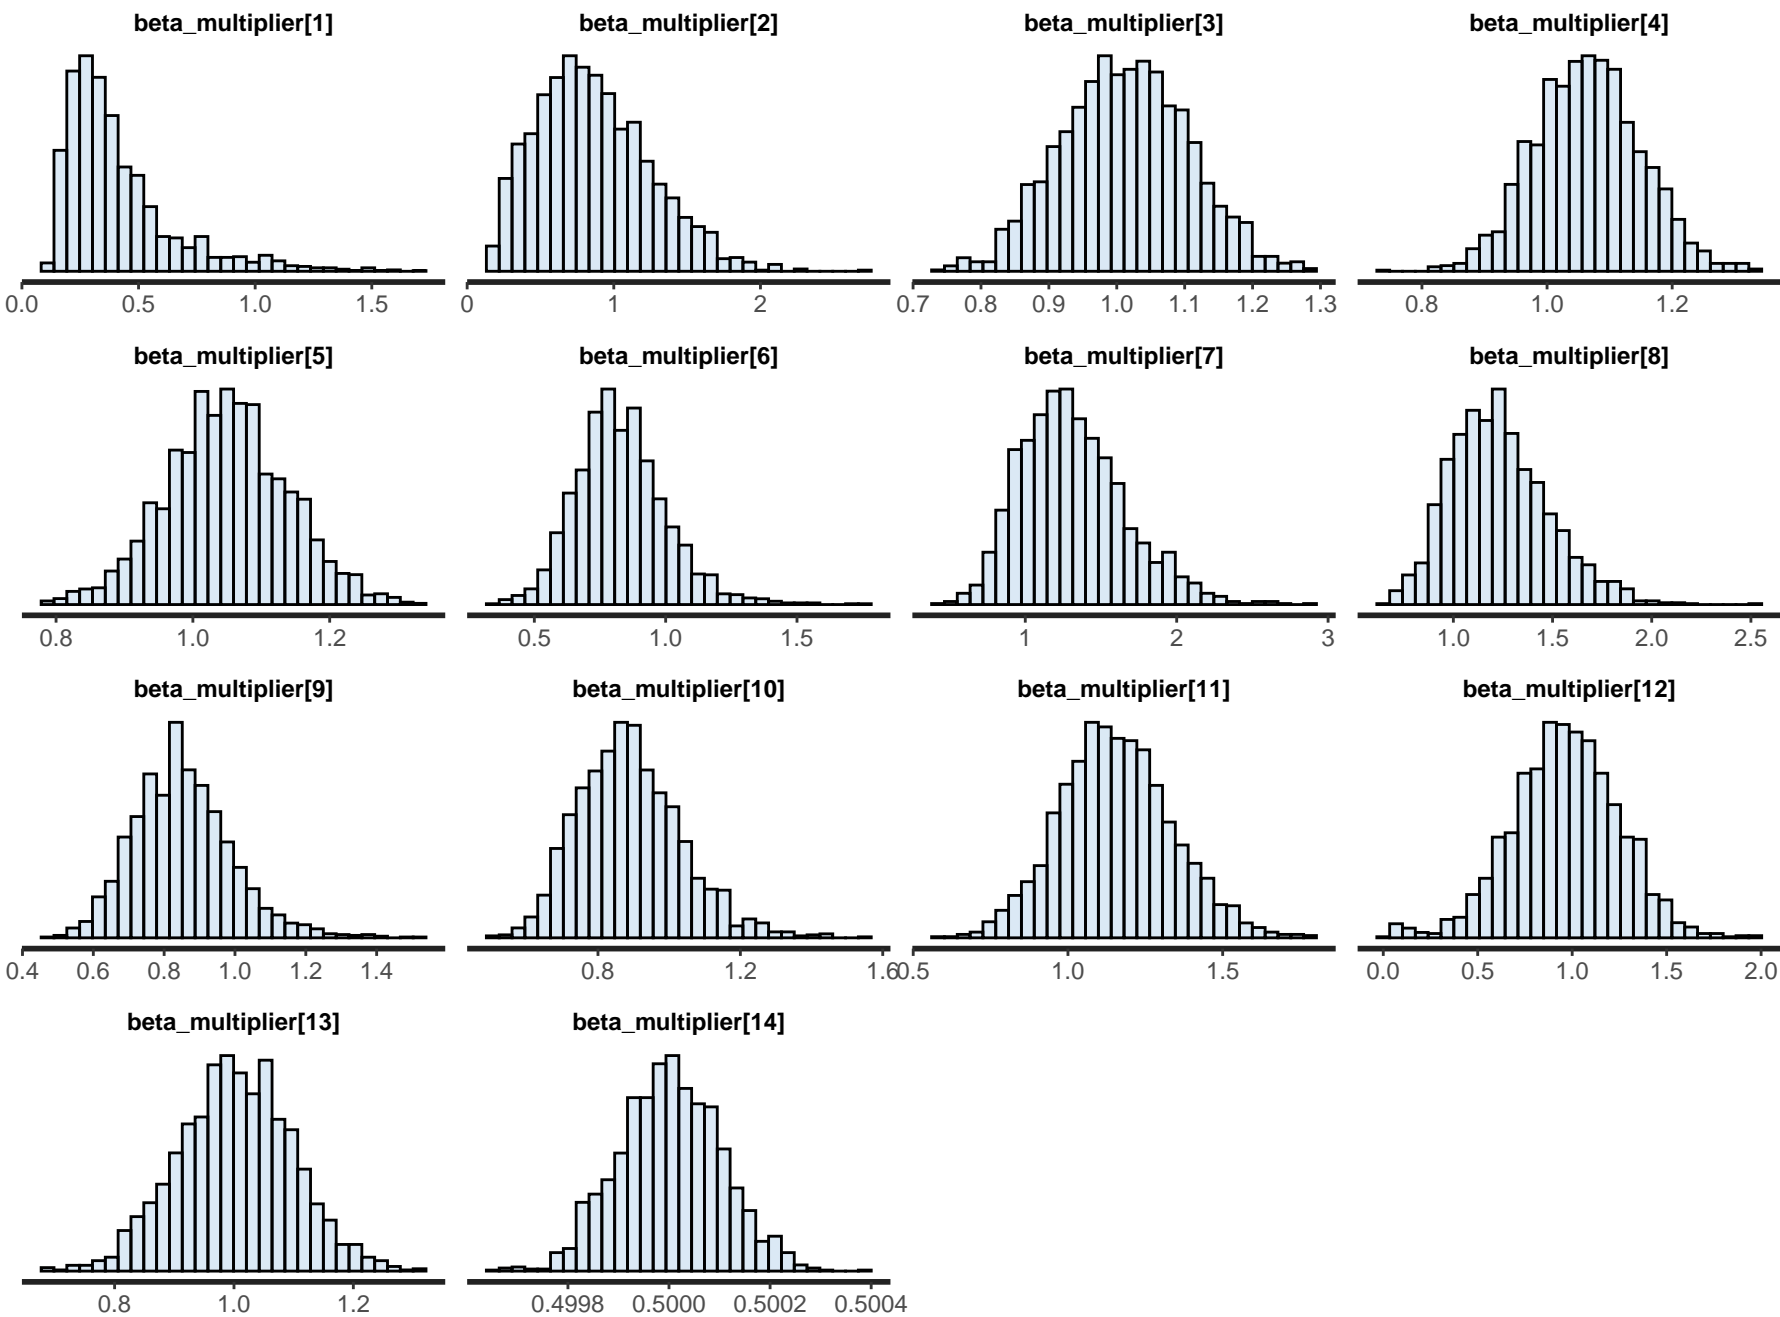 beta_multiplier[1] beta_multiplier[2] beta_multiplier[3] beta_multiplier[4]
0.0 0.5 1.0 1.5 0 1 2 0.7 0.8 0.9 1.0 1.1 1.2 1.3 0.8 1.0 1.2
beta_multiplier[5] beta_multiplier[6] beta_multiplier[7] beta_multiplier[8]
0.8 1.0 1.2 0.5 1.0 1.5 1 2 3 1.0 1.5 2.0 2.5
beta_multiplier[9] beta_multiplier[10] beta_multiplier[11] beta_multiplier[12]
0.4 0.6 0.8 1.0 1.2 1.4 0.8 1.2 1.6 0.5 1.0 1.5 0.0 0.5 1.0 1.5 2.0
beta_multiplier[13] beta_multiplier[14]
0.8 1.0 1.2 0.4998 0.5000 0.5002 0.5004